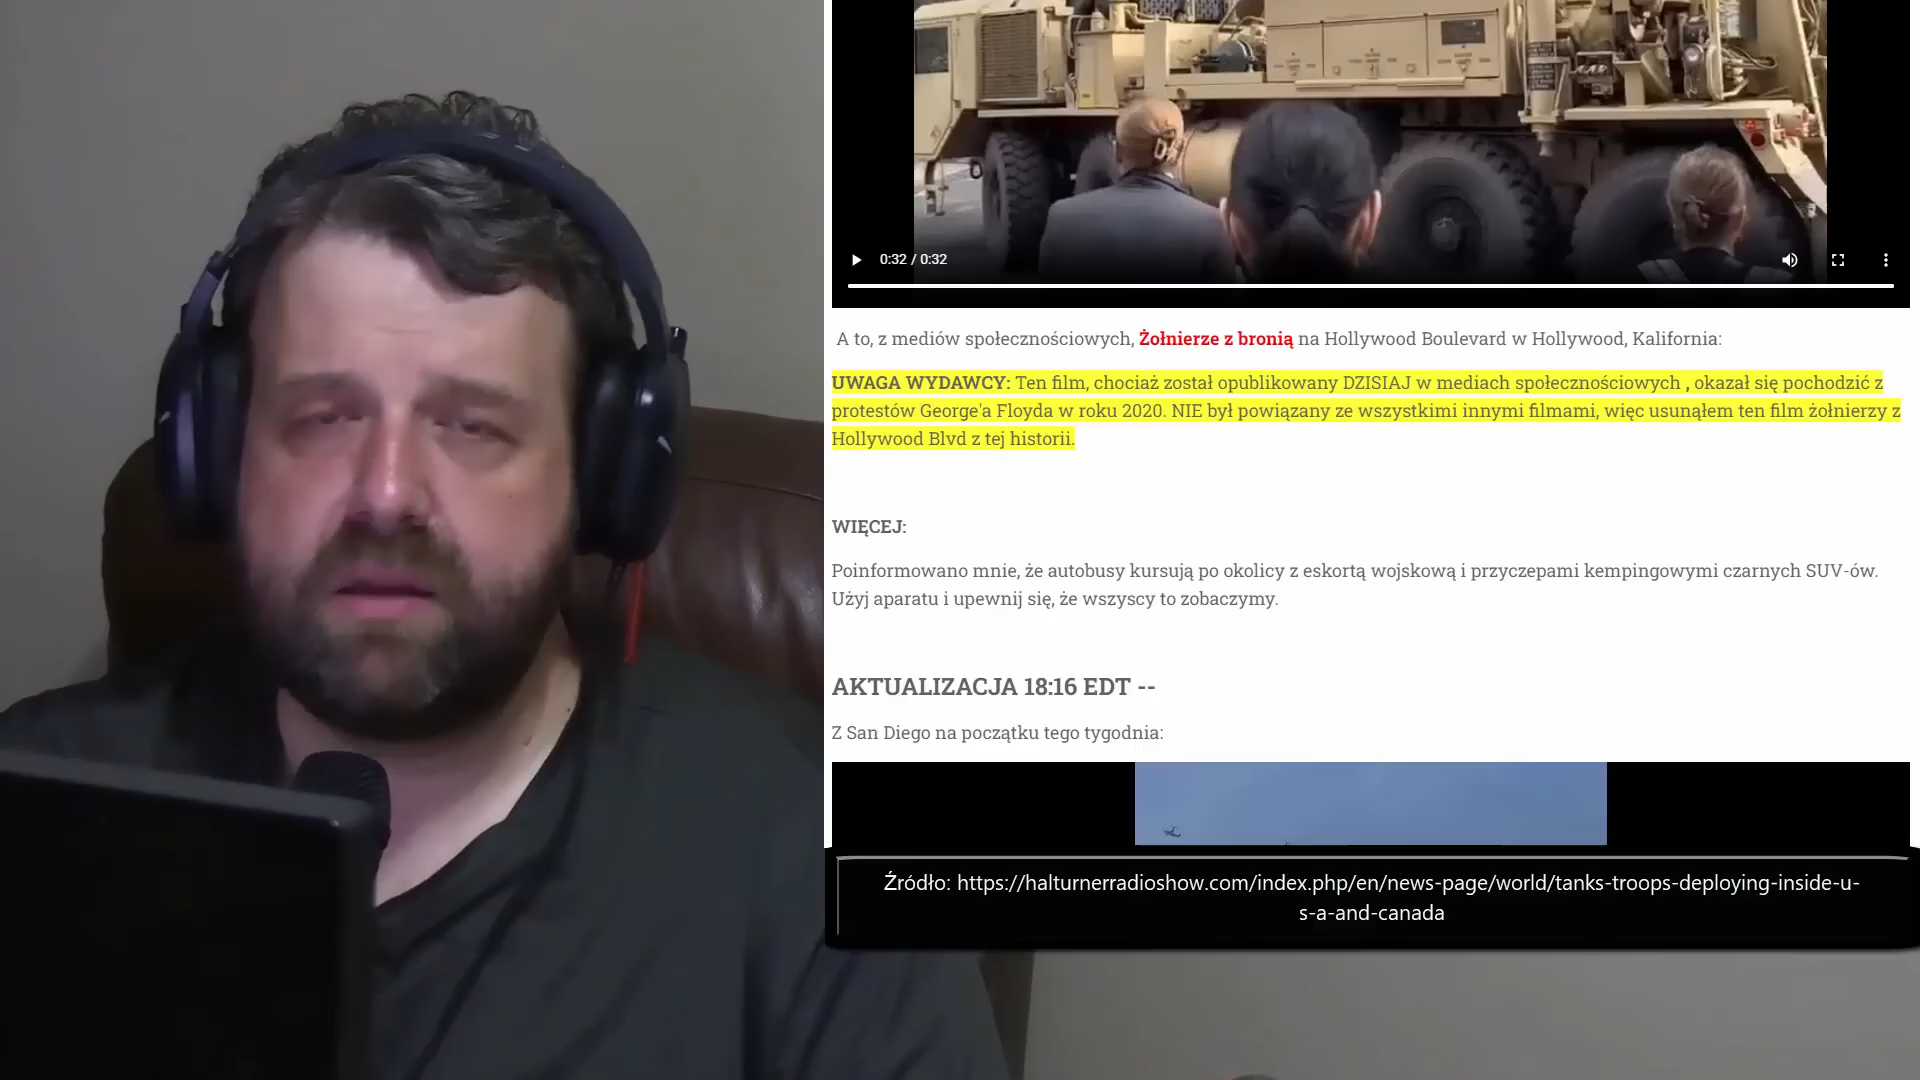 0:32 / 0:32
A to, z mediów społecznościowych, Żołnierze z bronią na Hollywood Boulevard w Hollywood, Kalifornia:
UWAGA WYDAWCY: Ten film, chociaż został opublikowany DZISIAJ w mediach społecznościowych , okazał się pochodzić z
protestów George'a Floyda w roku 2020. NIE był powiązany ze wszystkimi innymi filmami, więc usunąłem ten film żołnierzy z
Hollywood Blvd z tej historii.
WIĘCEJ:
Poinformowano mnie, że autobusy kursują po okolicy z eskortą wojskową i przyczepami kempingowymi czarnych SUV-ów.
Użyj aparatu i upewnij się, że wszyscy to zobaczymy.
AKTUALIZACJA 18:16 EDT --
Z San Diego na początku tego tygodnia:
Źródło: https://halturnerradioshow.com/index.php/en/news-page/world/tanks-troops-deploying-inside-u-
s-a-and-canada